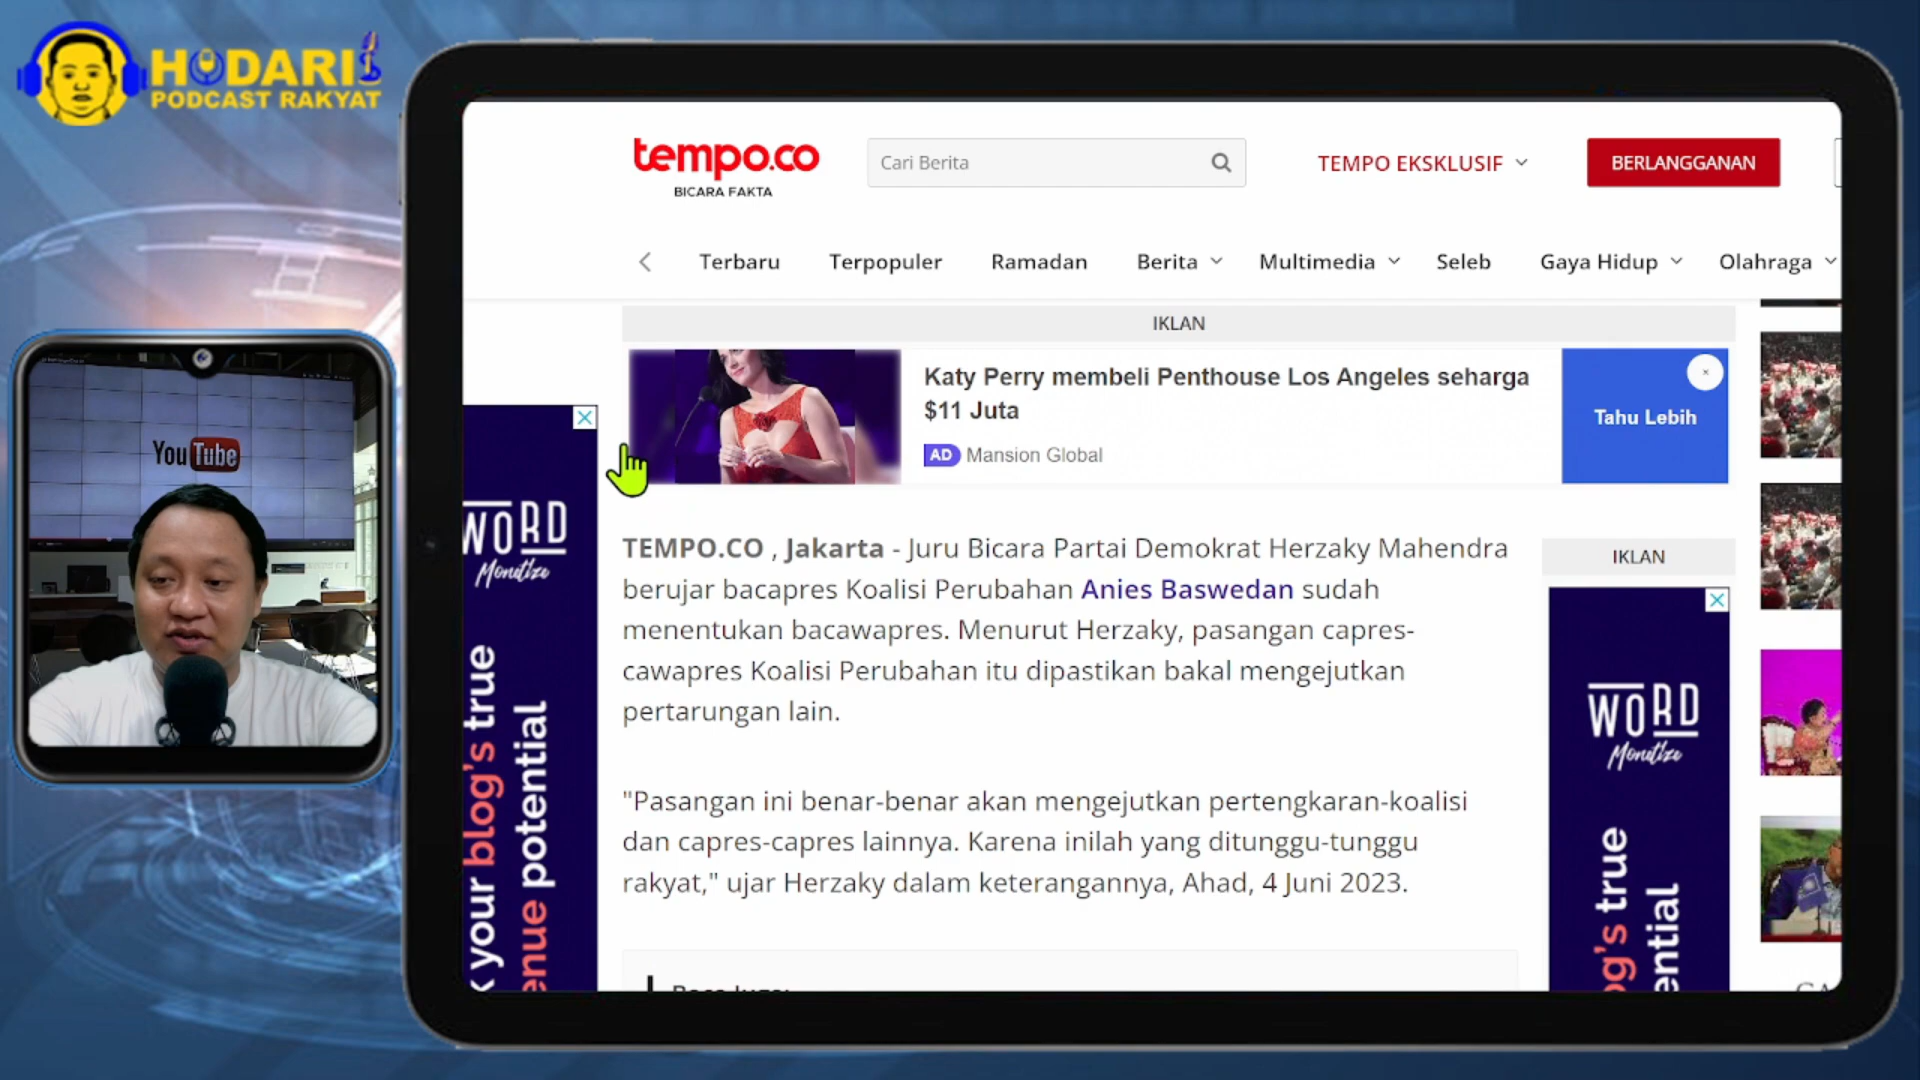 HODARI
PODCAST RAKYAT
YouTube
tempo.co
BICARA FAKTA
Cari Berita
TEMPO EKSKLUSIF
BERLANGGANAN
Terbaru
Terpopuler
Ramadan
Berita
Multimedia
Seleb
Gaya Hidup
Olahraga
IKLAN
Katy Perry membeli Penthouse Los Angeles seharga
$11 Juta
AD Mansion Global
Tahu Lebih
TEMPO.CO , Jakarta - Juru Bicara Partai Demokrat Herzaky Mahendra
berujar bacapres Koalisi Perubahan Anies Baswedan sudah
menentukan bacawapres. Menurut Herzaky, pasangan capres-
cawapres Koalisi Perubahan itu dipastikan bakal mengejutkan
pertarungan lain.
"Pasangan ini benar-benar akan mengejutkan pertengkaran-koalisi
dan capres-capres lainnya. Karena inilah yang ditunggu-tunggu
rakyat," ujar Herzaky dalam keterangannya, Ahad, 4 Juni 2023.
WORD
Monetize
your blog's true
potential
IKLAN
WORD
Monetize
true